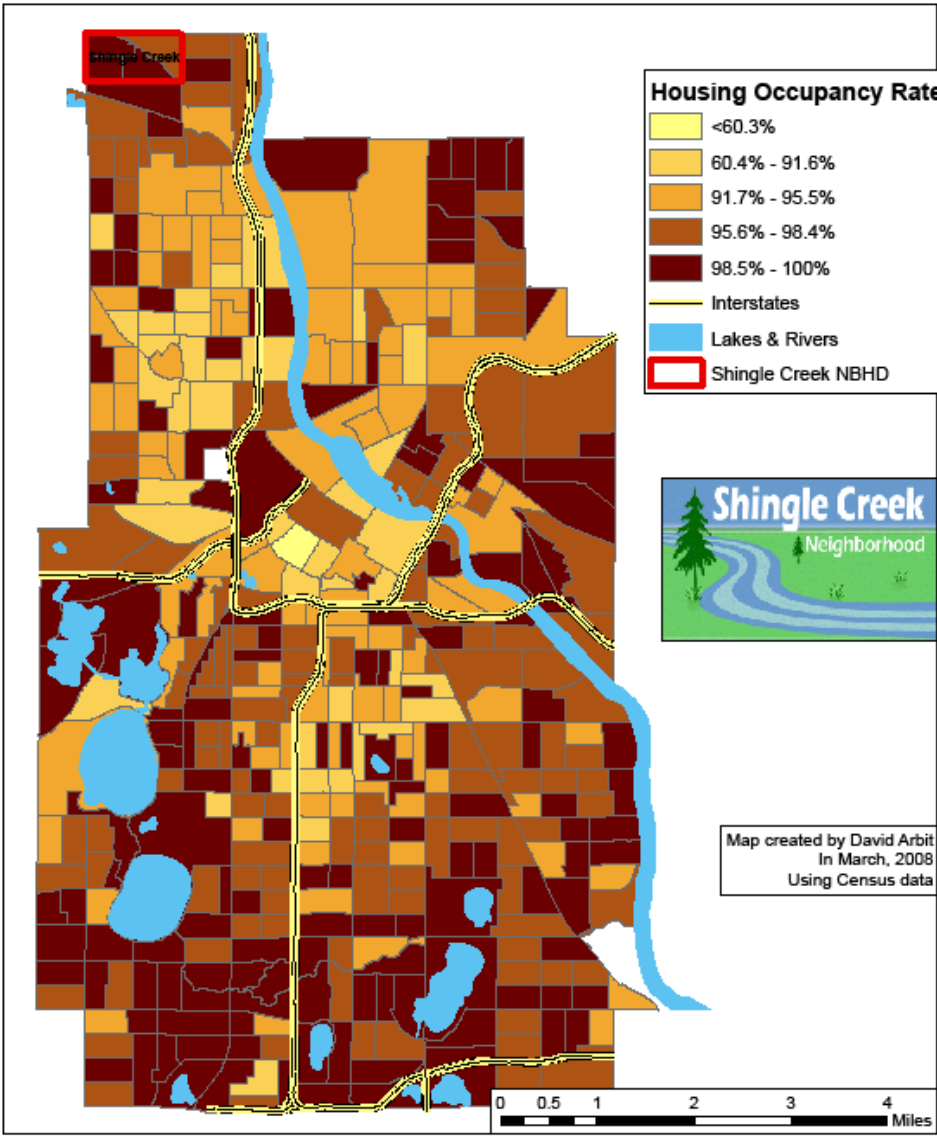 Shingle Creek
Housing Occupancy Rate
<60.3%
60.4% - 91.6%
91.7% - 95.5%
95.6% - 98.4%
98.5% - 100%
Interstates
Lakes & Rivers
Shingle Creek NBHD
Shingle Creek
Neighborhood
Map created by David Arbit
In March, 2008
Using Census data
0 0.5 1 2 3 4
Miles